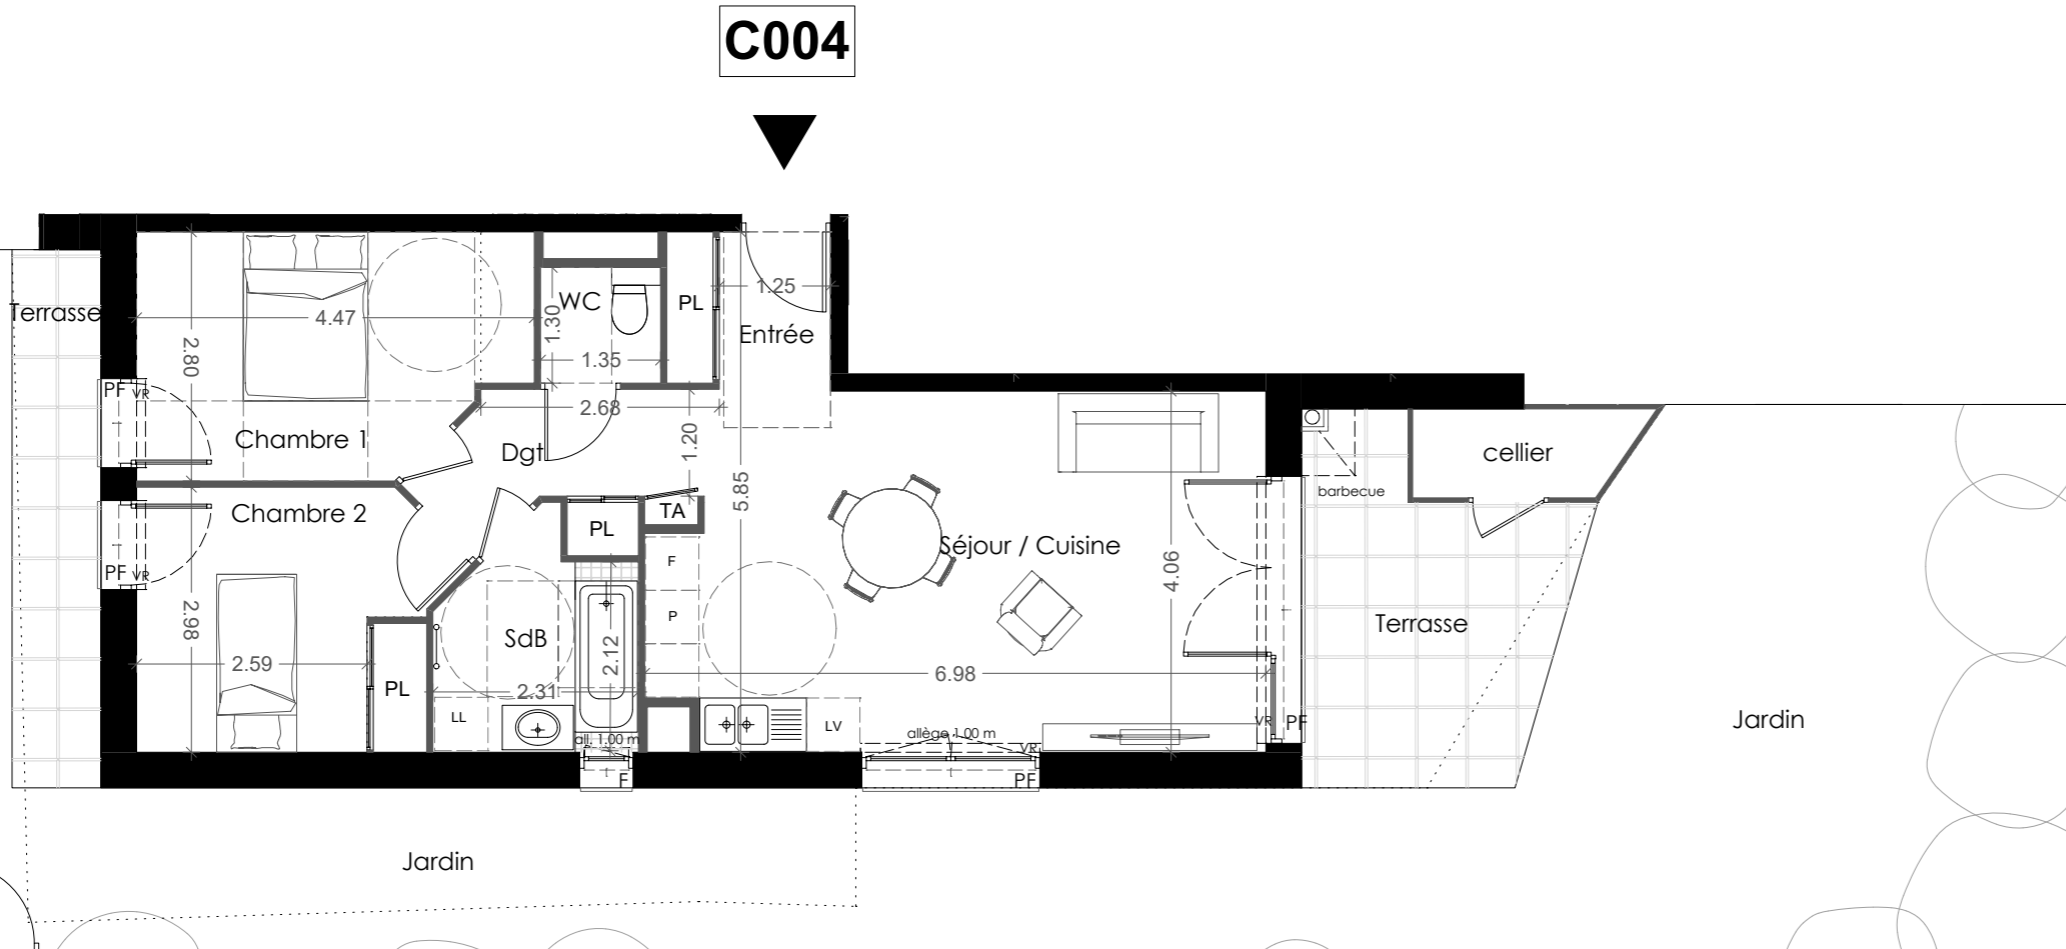 C004
Terrasse
4.47
2.80
WC
1.30
1.35
PL
1.25
Entrée
PF
VR
2.68
Chambre 1
Dgt
1.20
5.85
cellier
barbecue
Chambre 2
PL
TA
Séjour / Cuisine
F
4.06
PF
VR
2.98
P
SdB
2.12
Terrasse
2.59
6.98
PL
2.31
LL
LV
VR
PF
Jardin
all. 1.00 m
allège 1.00 m
VR
F
PF
Jardin